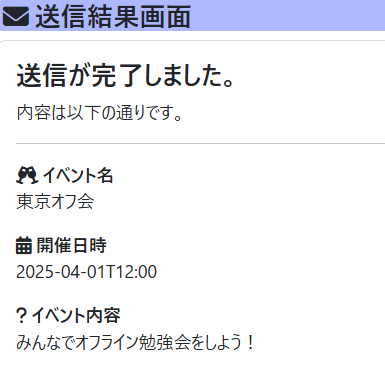 送信結果画面
送信が完了しました。
内容は以下の通りです。
イベント名
東京オフ会
開催日時
2025-04-01T12:00
? イベント内容
みんなでオフライン勉強会をしよう！